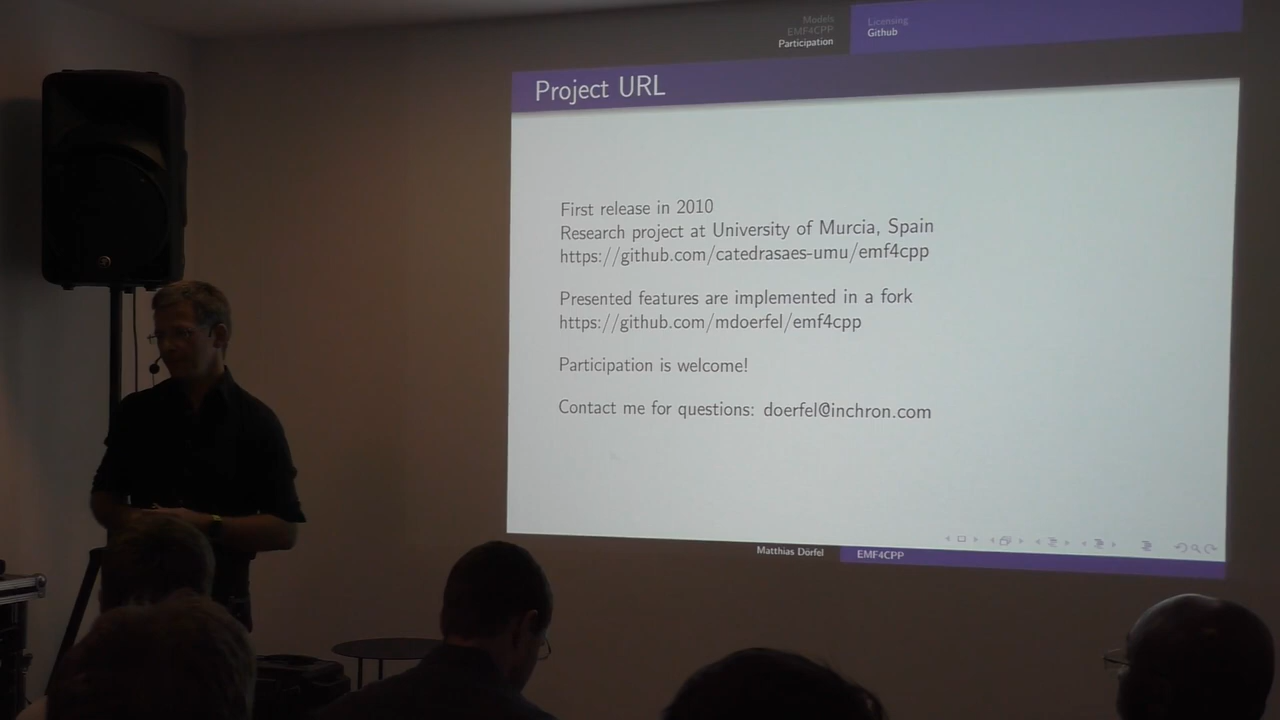 Models
EMF4CPP
Participation
Licensing
Github
Project URL
First release in 2010
Research project at University of Murcia, Spain
https://github.com/catedrasaes-umu/emf4cpp
Presented features are implemented in a fork
https://github.com/mdoerfel/emf4cpp
Participation is welcome!
Contact me for questions: doerfel@inchron.com
Matthias Dörfel
EMF4CPP